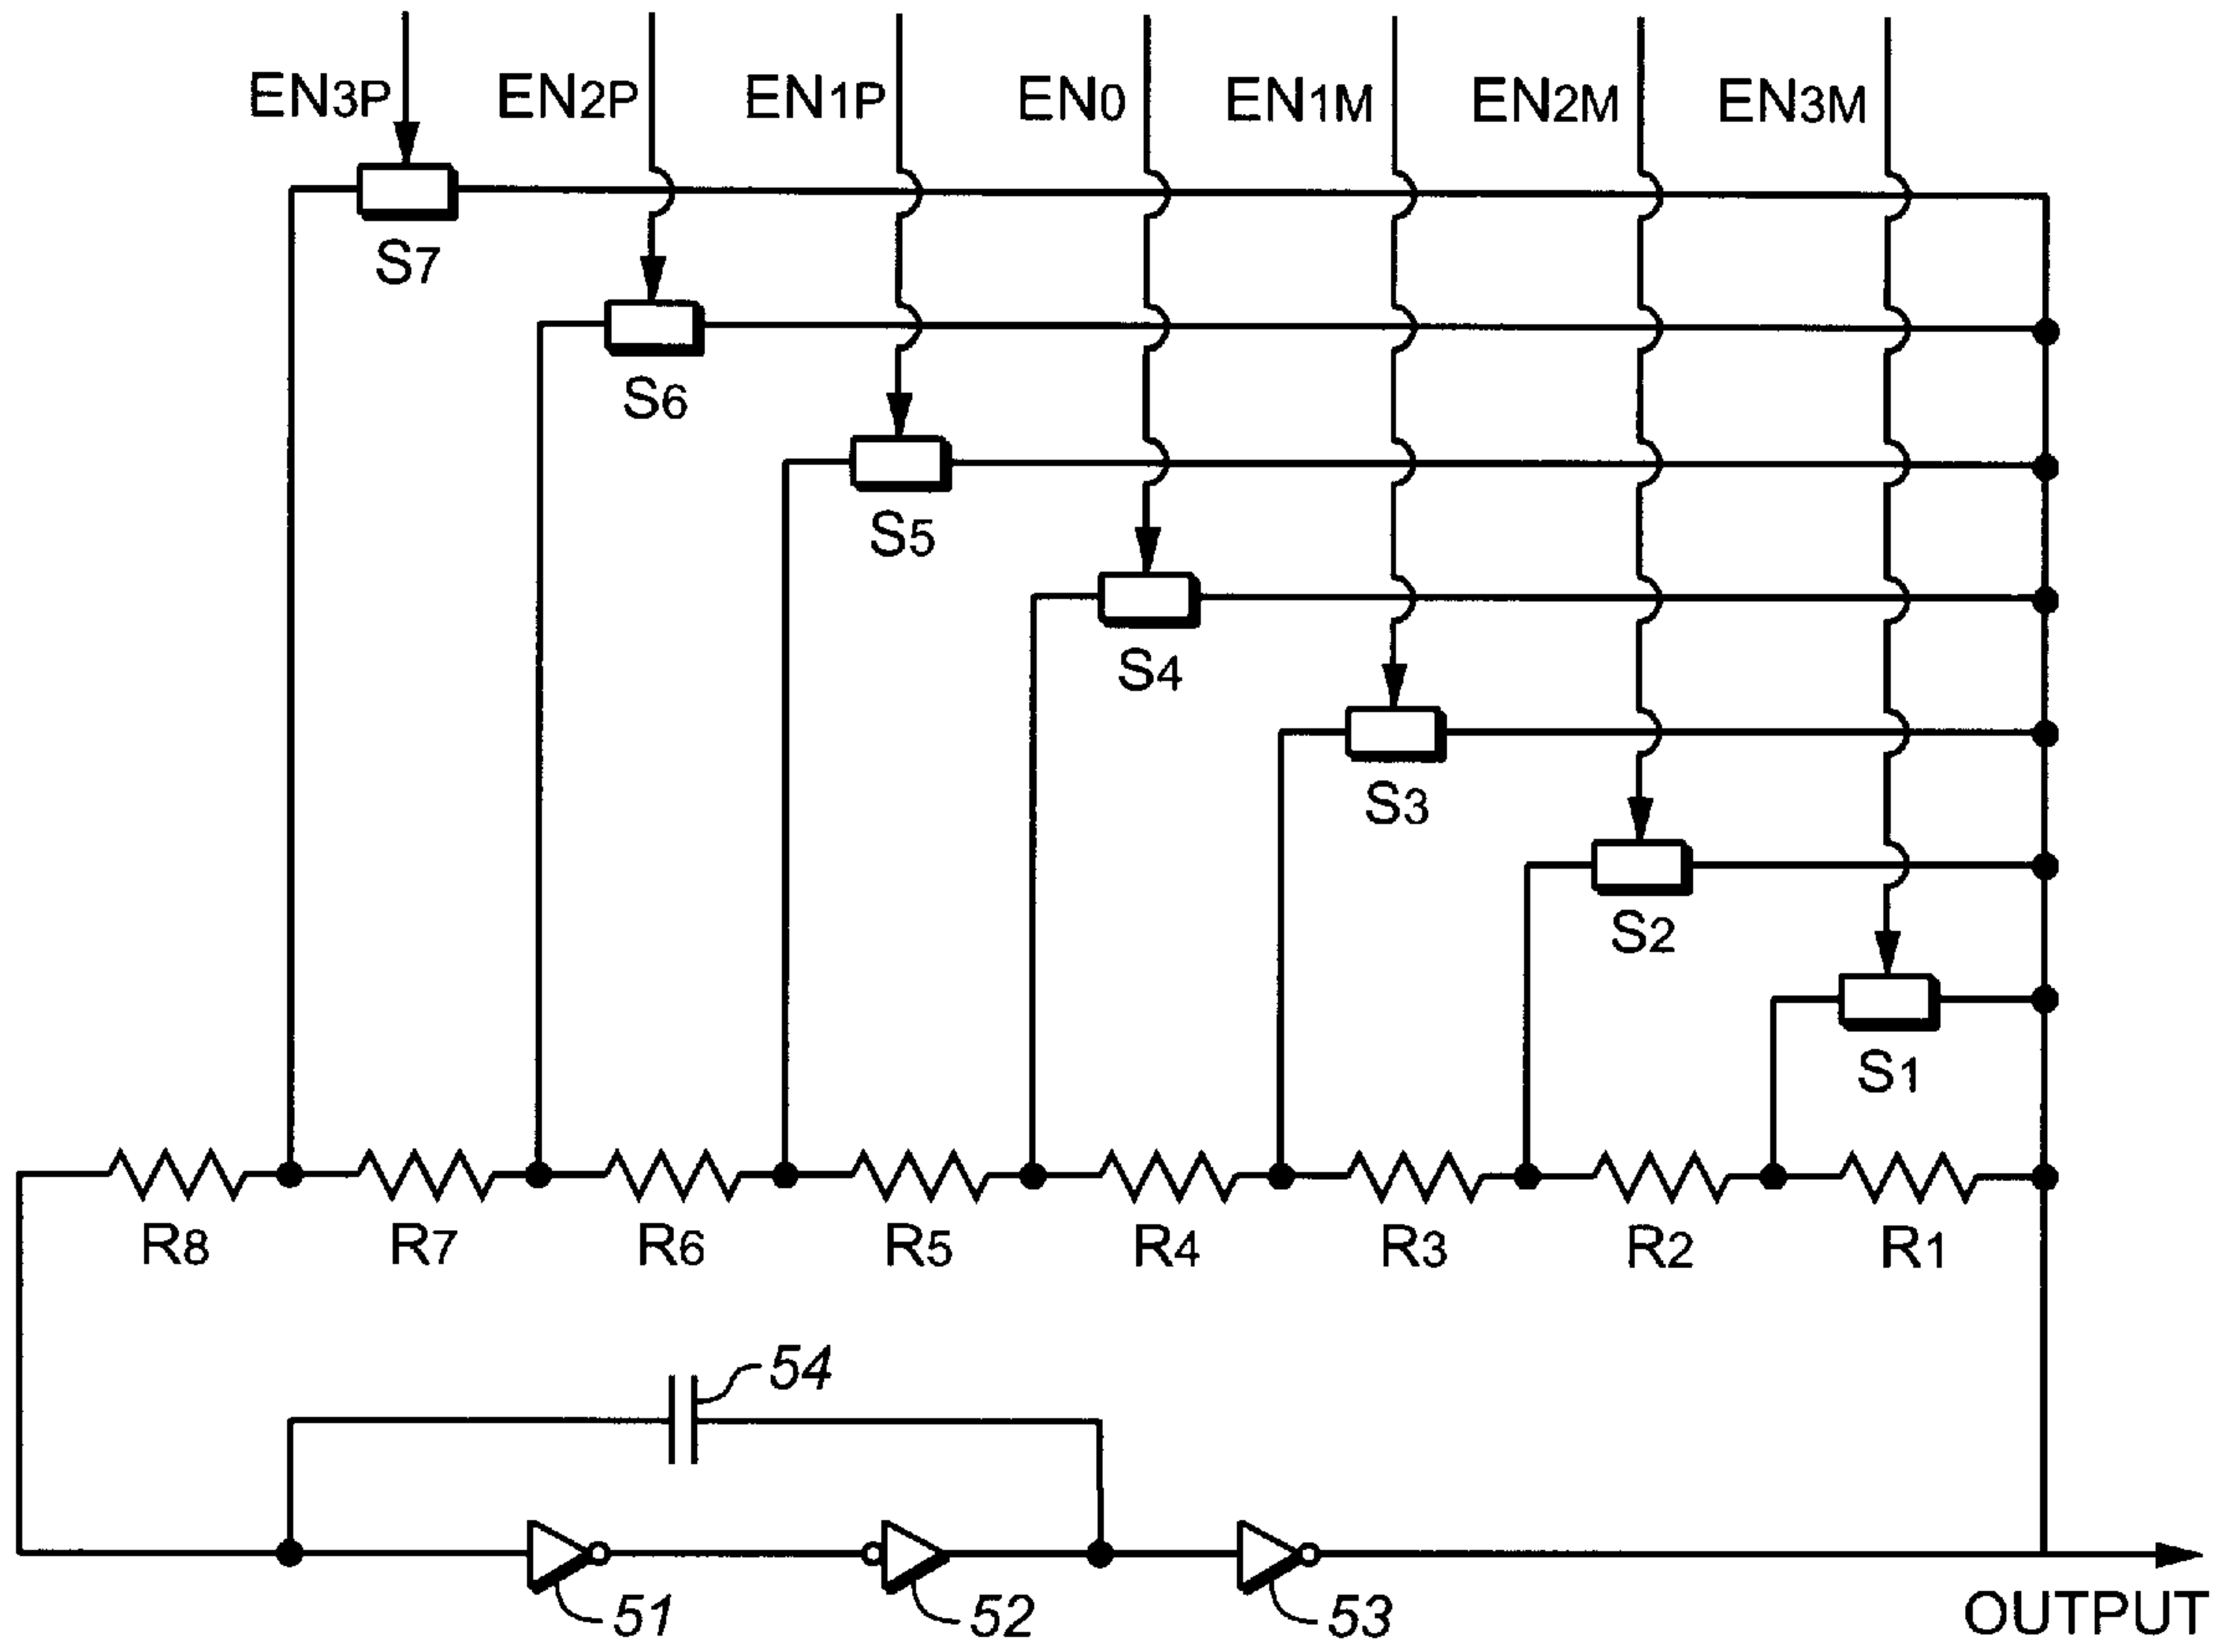 EN3P EN2P EN1P EN0 EN1M EN2M EN3M
S7
S6
S5
S4
S3
S2
S1
R8 R7 R6 R5 R4 R3 R2 R1
54
51 52 53
OUTPUT